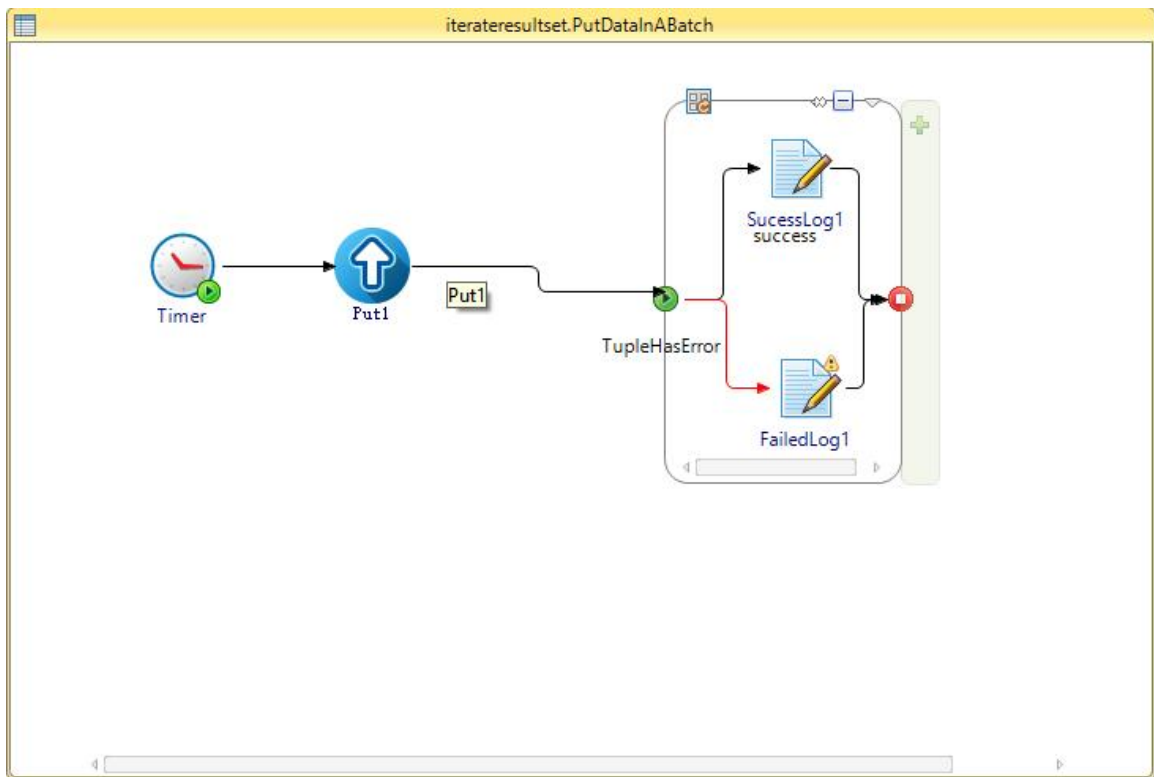 iterateresultset.PutDataInABatch
SucessLog1
success
Timer
Put1
Put1
TupleHasError
FailedLog1